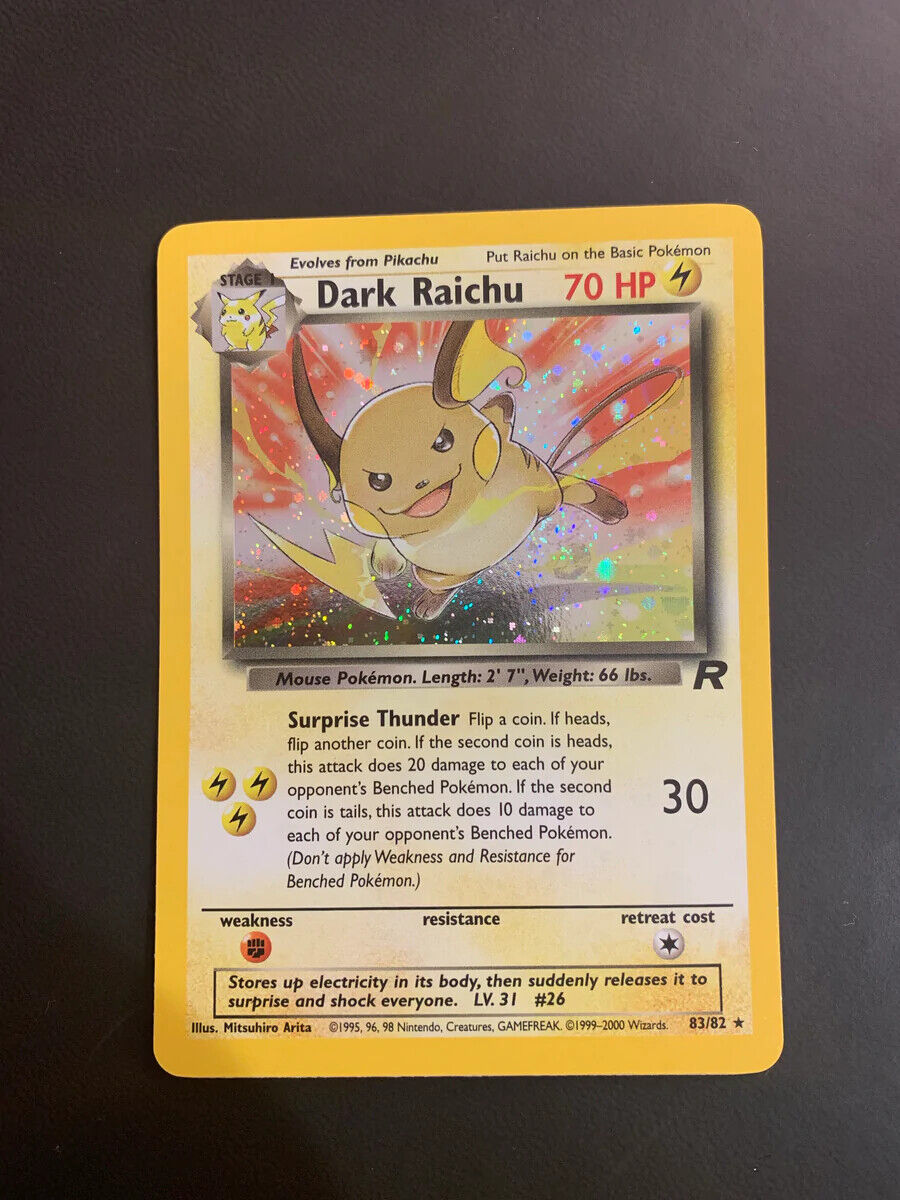 Evolves from Pikachu
Put Raichu on the Basic Pokémon
STAGE 1
Dark Raichu 70 HP
Mouse Pokémon. Length: 2' 7", Weight: 66 lbs.
R
Surprise Thunder Flip a coin. If heads,
flip another coin. If the second coin is heads,
this attack does 20 damage to each of your
opponent's Benched Pokémon. If the second
coin is tails, this attack does 10 damage to
each of your opponent's Benched Pokémon.
(Don't apply Weakness and Resistance for
Benched Pokémon.)
30
weakness resistance retreat cost
Stores up electricity in its body, then suddenly releases it to
surprise and shock everyone. LV. 31 #26
Illus. Mitsuhiro Arita ©1995, 96, 98 Nintendo, Creatures, GAMEFREAK. ©1999-2000 Wizards. 83/82 ★